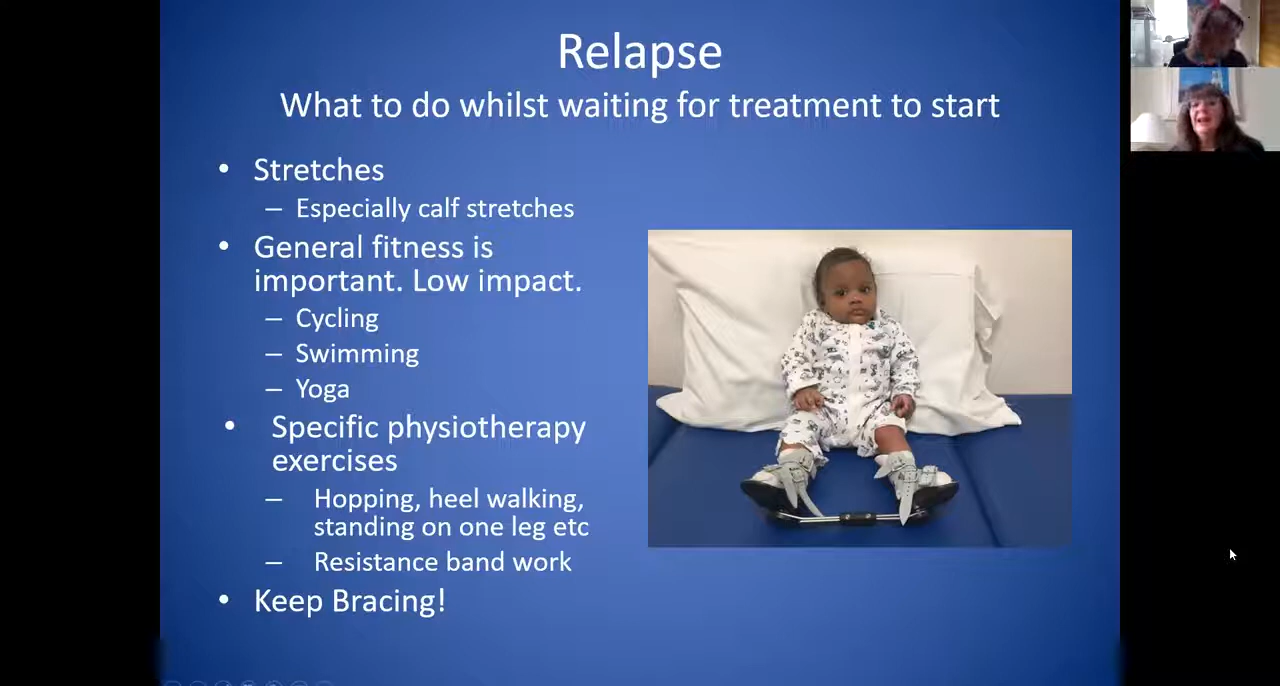 Relapse
What to do whilst waiting for treatment to start
• Stretches
– Especially calf stretches
• General fitness is
important. Low impact.
– Cycling
– Swimming
– Yoga
• Specific physiotherapy
exercises
– Hopping, heel walking,
standing on one leg etc
– Resistance band work
• Keep Bracing!